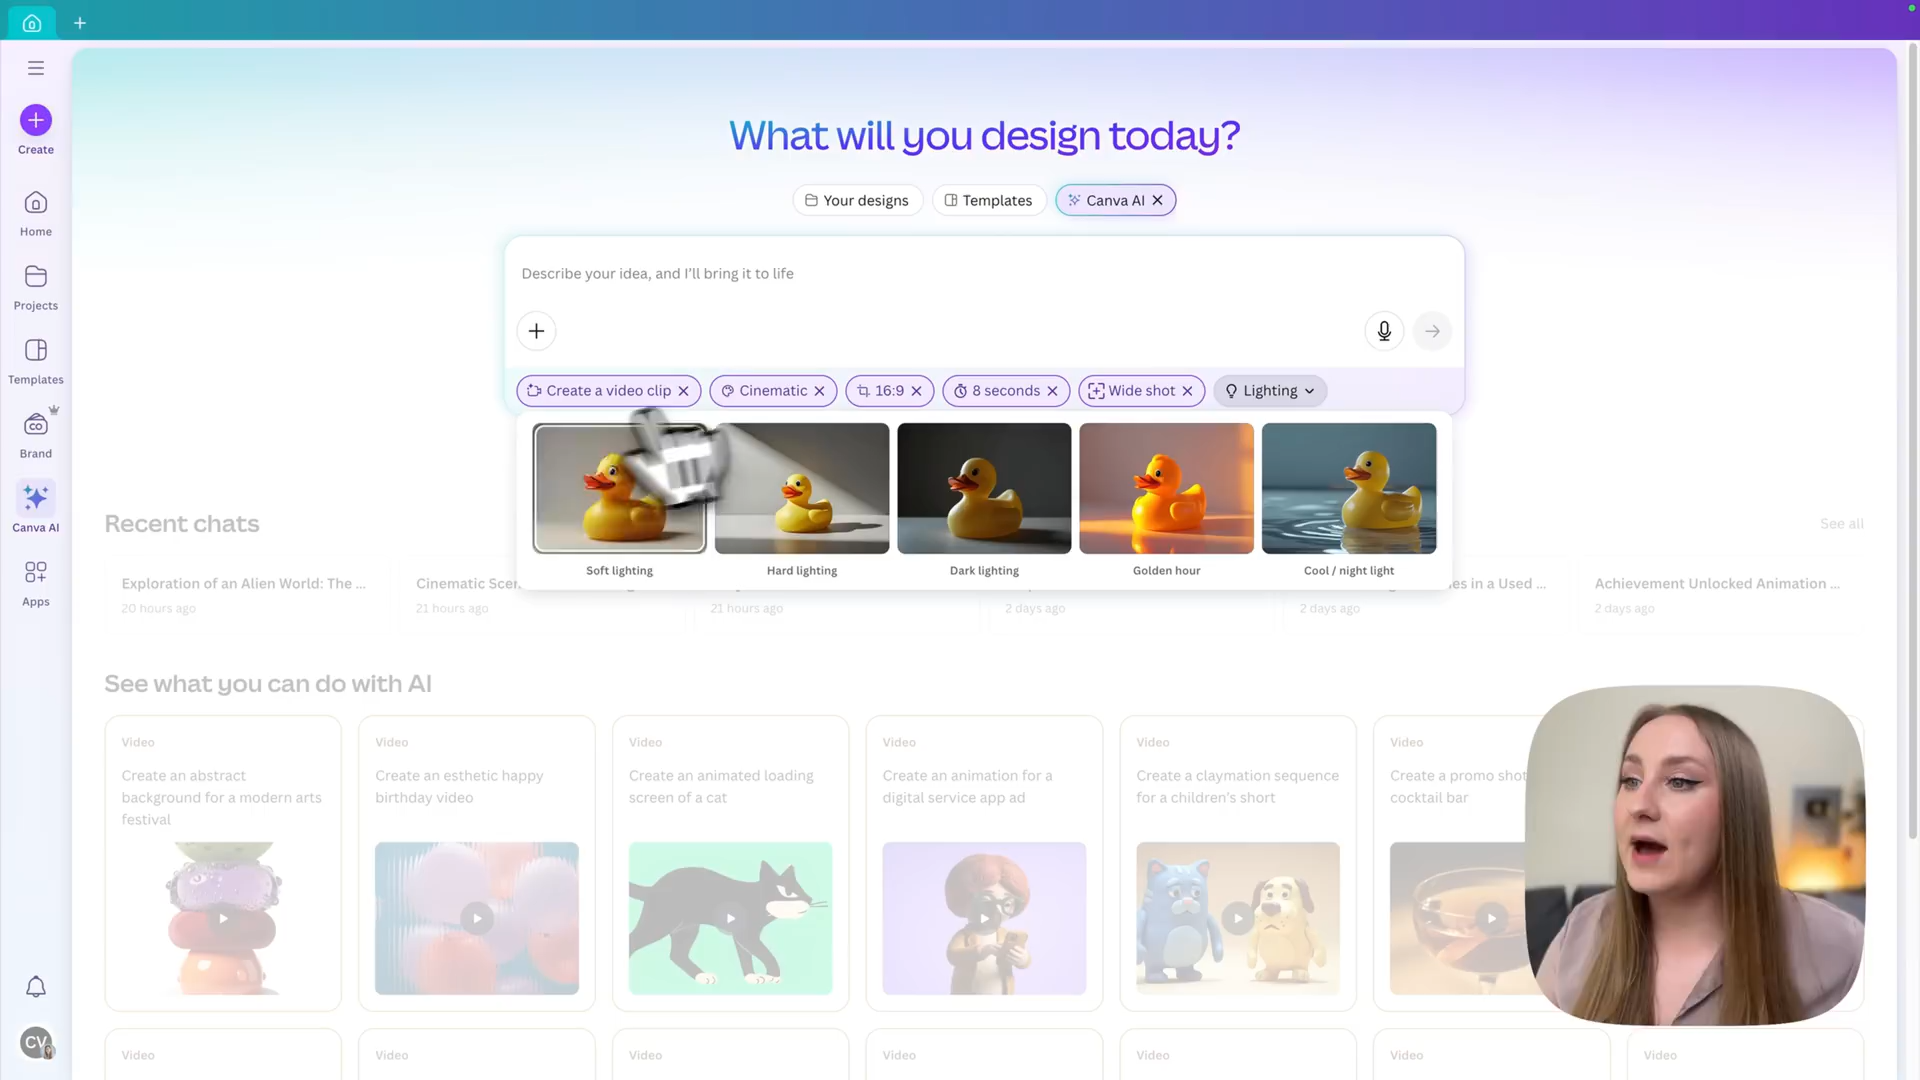 What will you design today?
Your designs
Templates
Canva AI
Describe your idea, and I'll bring it to life
Create a video clip
Cinematic
16:9
8 seconds
Wide shot
Lighting
Soft lighting
Hard lighting
Dark lighting
Golden hour
Cool / night light
Create
Home
Projects
Templates
CO
Brand
Canva AI
Apps
CV
Recent chats
See all
Exploration of an Alien World: The ...
20 hours ago
Cinematic
21 hours ago
21 hours ago
2 days ago
in a Used ...
2 days ago
Achievement Unlocked Animation ...
2 days ago
See what you can do with AI
Video
Create an abstract
background for a modern arts
festival
Video
Create an esthetic happy
birthday video
Video
Create an animated loading
screen of a cat
Video
Create an animation for a
digital service app ad
Video
Create a claymation sequence
for a children's short
Video
Create a promo shot
cocktail bar
Video
Video
Video
Video
Video
Video
Video